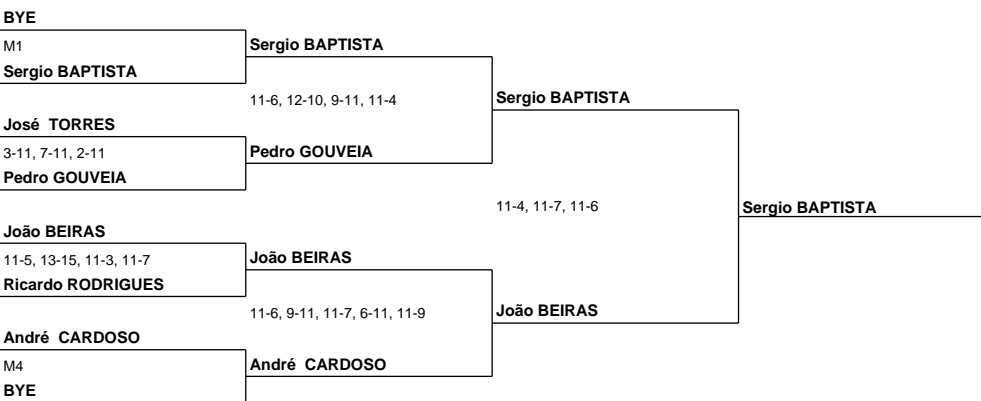 BYE
M1
Sergio BAPTISTA
Sergio BAPTISTA
11-6, 12-10, 9-11, 11-4
Sergio BAPTISTA
José TORRES
3-11, 7-11, 2-11
Pedro GOUVEIA
Pedro GOUVEIA
11-4, 11-7, 11-6
Sergio BAPTISTA
João BEIRAS
11-5, 13-15, 11-3, 11-7
João BEIRAS
Ricardo RODRIGUES
11-6, 9-11, 11-7, 6-11, 11-9
João BEIRAS
André CARDOSO
M4
André CARDOSO
BYE